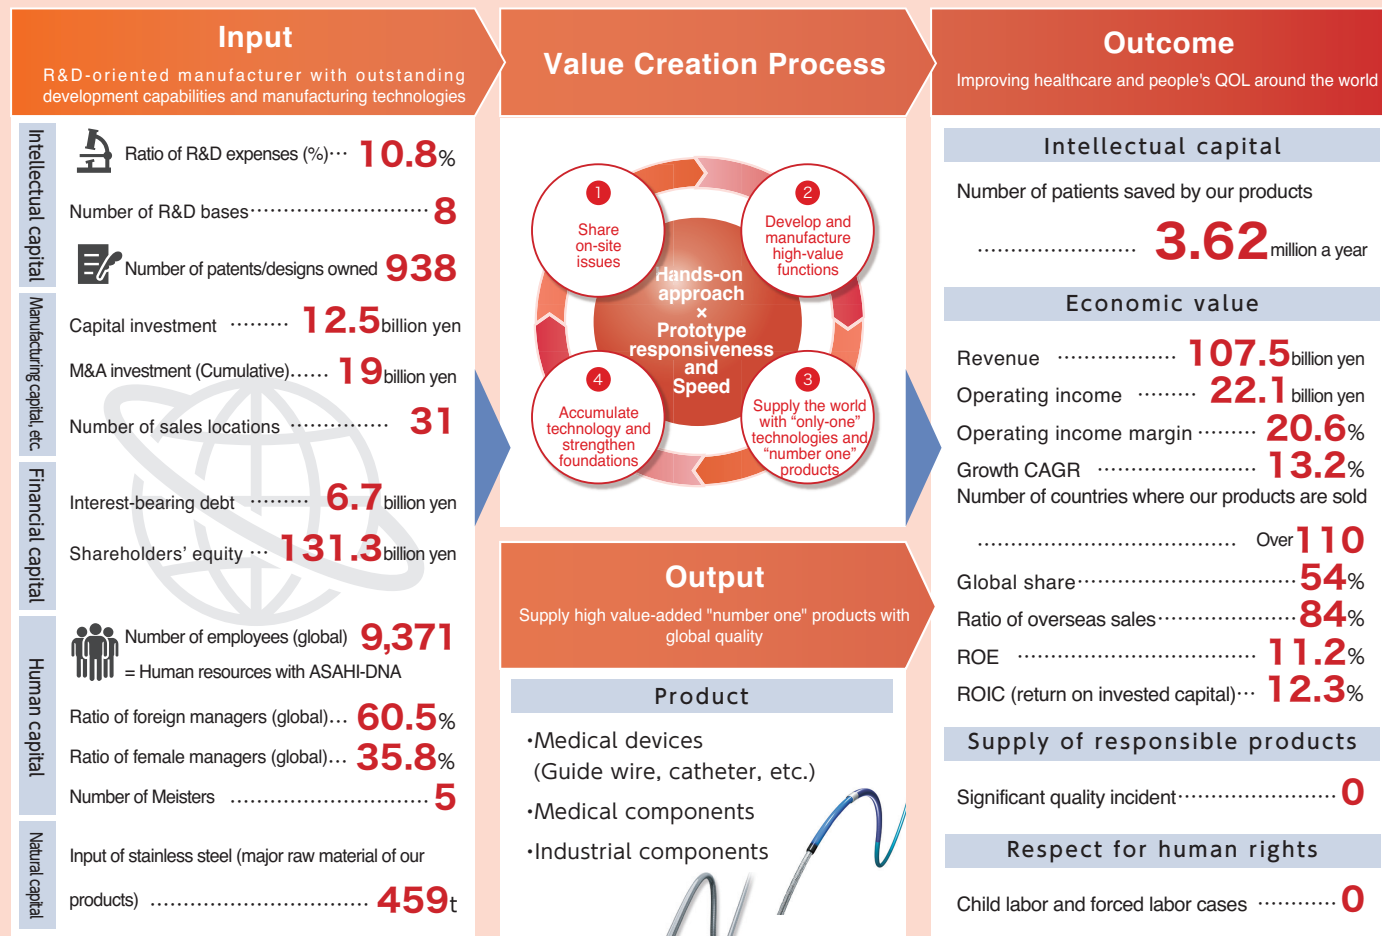 Input
R&D-oriented manufacturer with outstanding
development capabilities and manufacturing technologies
Intellectual capital
Ratio of R&D expenses (%)··· 10.8%
Number of R&D bases··························· 8
Number of patents/designs owned 938
Manufacturing capital, etc.
Capital investment ········· 12.5billion yen
M&A investment (Cumulative)······ 19billion yen
Number of sales locations ··············· 31
Financial capital
Interest-bearing debt ········· 6.7billion yen
Shareholders' equity ··· 131.3billion yen
Human capital
Number of employees (global) 9,371
= Human resources with ASAHI-DNA
Ratio of foreign managers (global)··· 60.5%
Ratio of female managers (global)··· 35.8%
Number of Meisters ······························ 5
Natural capital
Input of stainless steel (major raw material of our
products) ································· 459t
Value Creation Process
1
Share
on-site
issues
2
Develop and
manufacture
high-value
functions
Hands-on
approach
×
Prototype
responsiveness
and
Speed
3
Supply the world
with “only-one”
technologies and
“number one”
products
4
Accumulate
technology and
strengthen
foundations
Output
Supply high value-added "number one" products with
global quality
Product
·Medical devices
(Guide wire, catheter, etc.)
·Medical components
·Industrial components
Outcome
Improving healthcare and people's QOL around the world
Intellectual capital
Number of patients saved by our products
························ 3.62million a year
Economic value
Revenue ·················· 107.5billion yen
Operating income ········· 22.1billion yen
Operating income margin ········· 20.6%
Growth CAGR ························ 13.2%
Number of countries where our products are sold
······································· Over110
Global share································· 54%
Ratio of overseas sales····················· 84%
ROE ···································· 11.2%
ROIC (return on invested capital)··· 12.3%
Supply of responsible products
Significant quality incident························ 0
Respect for human rights
Child labor and forced labor cases ············ 0